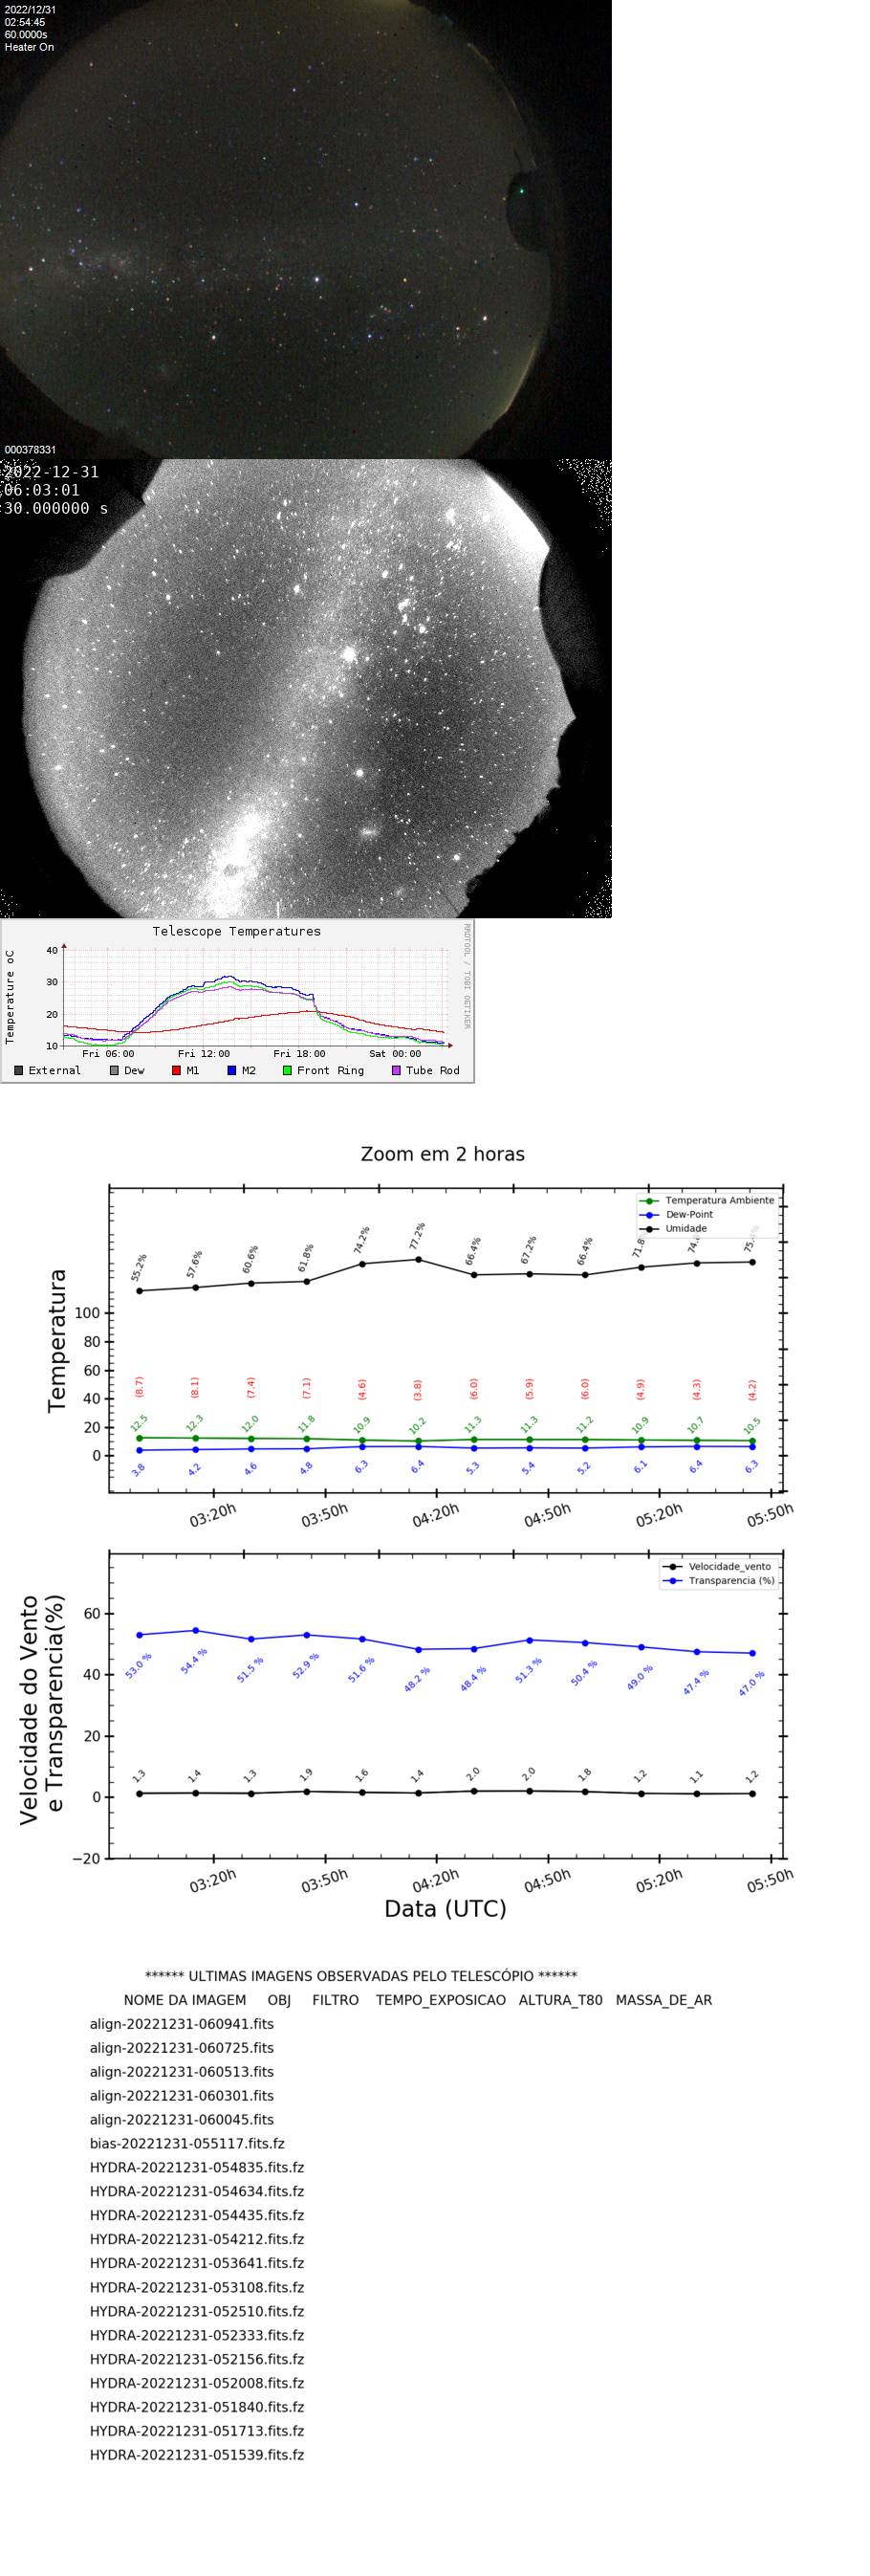 2022/12/31
02:54:45
60.0000s
Heater On
000378331
2022-12-31
06:03:01
30.000000 s
Telescope Temperatures
Temperature oC
40
30
20
10
Fri 06:00 Fri 12:00 Fri 18:00 Sat 00:00
External Dew M1 M2 Front Ring Tube Rod
RRDTOOL / TOBI OETIKER
Zoom em 2 horas
Temperatura Ambiente
Dew-Point
Umidade
55.2% 57.6% 60.6% 61.8% 74.2% 77.2% 66.4% 67.2% 66.4% 71.8
Temperatura
100
80
60
40
20
0
(8.7) (8.1) (7.4) (7.1) (4.6) (3.8) (6.0) (5.9) (6.0) (4.9) (4.3) (4.2)
12.5 12.3 12.0 11.8 10.9 10.2 11.3 11.3 11.2 10.9 10.7 10.5
3.8 4.2 4.6 4.8 6.3 6.4 5.3 5.4 5.2 6.1 6.4 6.3
03:20h 03:50h 04:20h 04:50h 05:20h 05:50h
Velocidade_vento
Transparencia (%)
Velocidade do Vento
e Transparencia(%)
60
40
20
0
−20
53.0 % 54.4 % 51.5 % 52.9 % 51.6 % 48.2 % 48.4 % 51.3 % 50.4 % 49.0 % 47.4 % 47.0 %
1.3 1.4 1.3 1.9 1.6 1.4 2.0 2.0 1.8 1.2 1.1 1.2
03:20h 03:50h 04:20h 04:50h 05:20h 05:50h
Data (UTC)
****** ULTIMAS IMAGENS OBSERVADAS PELO TELESCÓPIO ******
NOME DA IMAGEM OBJ FILTRO TEMPO_EXPOSICAO ALTURA_T80 MASSA_DE_AR
align-20221231-060941.fits
align-20221231-060725.fits
align-20221231-060513.fits
align-20221231-060301.fits
align-20221231-060045.fits
bias-20221231-055117.fits.fz
HYDRA-20221231-054835.fits.fz
HYDRA-20221231-054634.fits.fz
HYDRA-20221231-054435.fits.fz
HYDRA-20221231-054212.fits.fz
HYDRA-20221231-053641.fits.fz
HYDRA-20221231-053108.fits.fz
HYDRA-20221231-052510.fits.fz
HYDRA-20221231-052333.fits.fz
HYDRA-20221231-052156.fits.fz
HYDRA-20221231-052008.fits.fz
HYDRA-20221231-051840.fits.fz
HYDRA-20221231-051713.fits.fz
HYDRA-20221231-051539.fits.fz